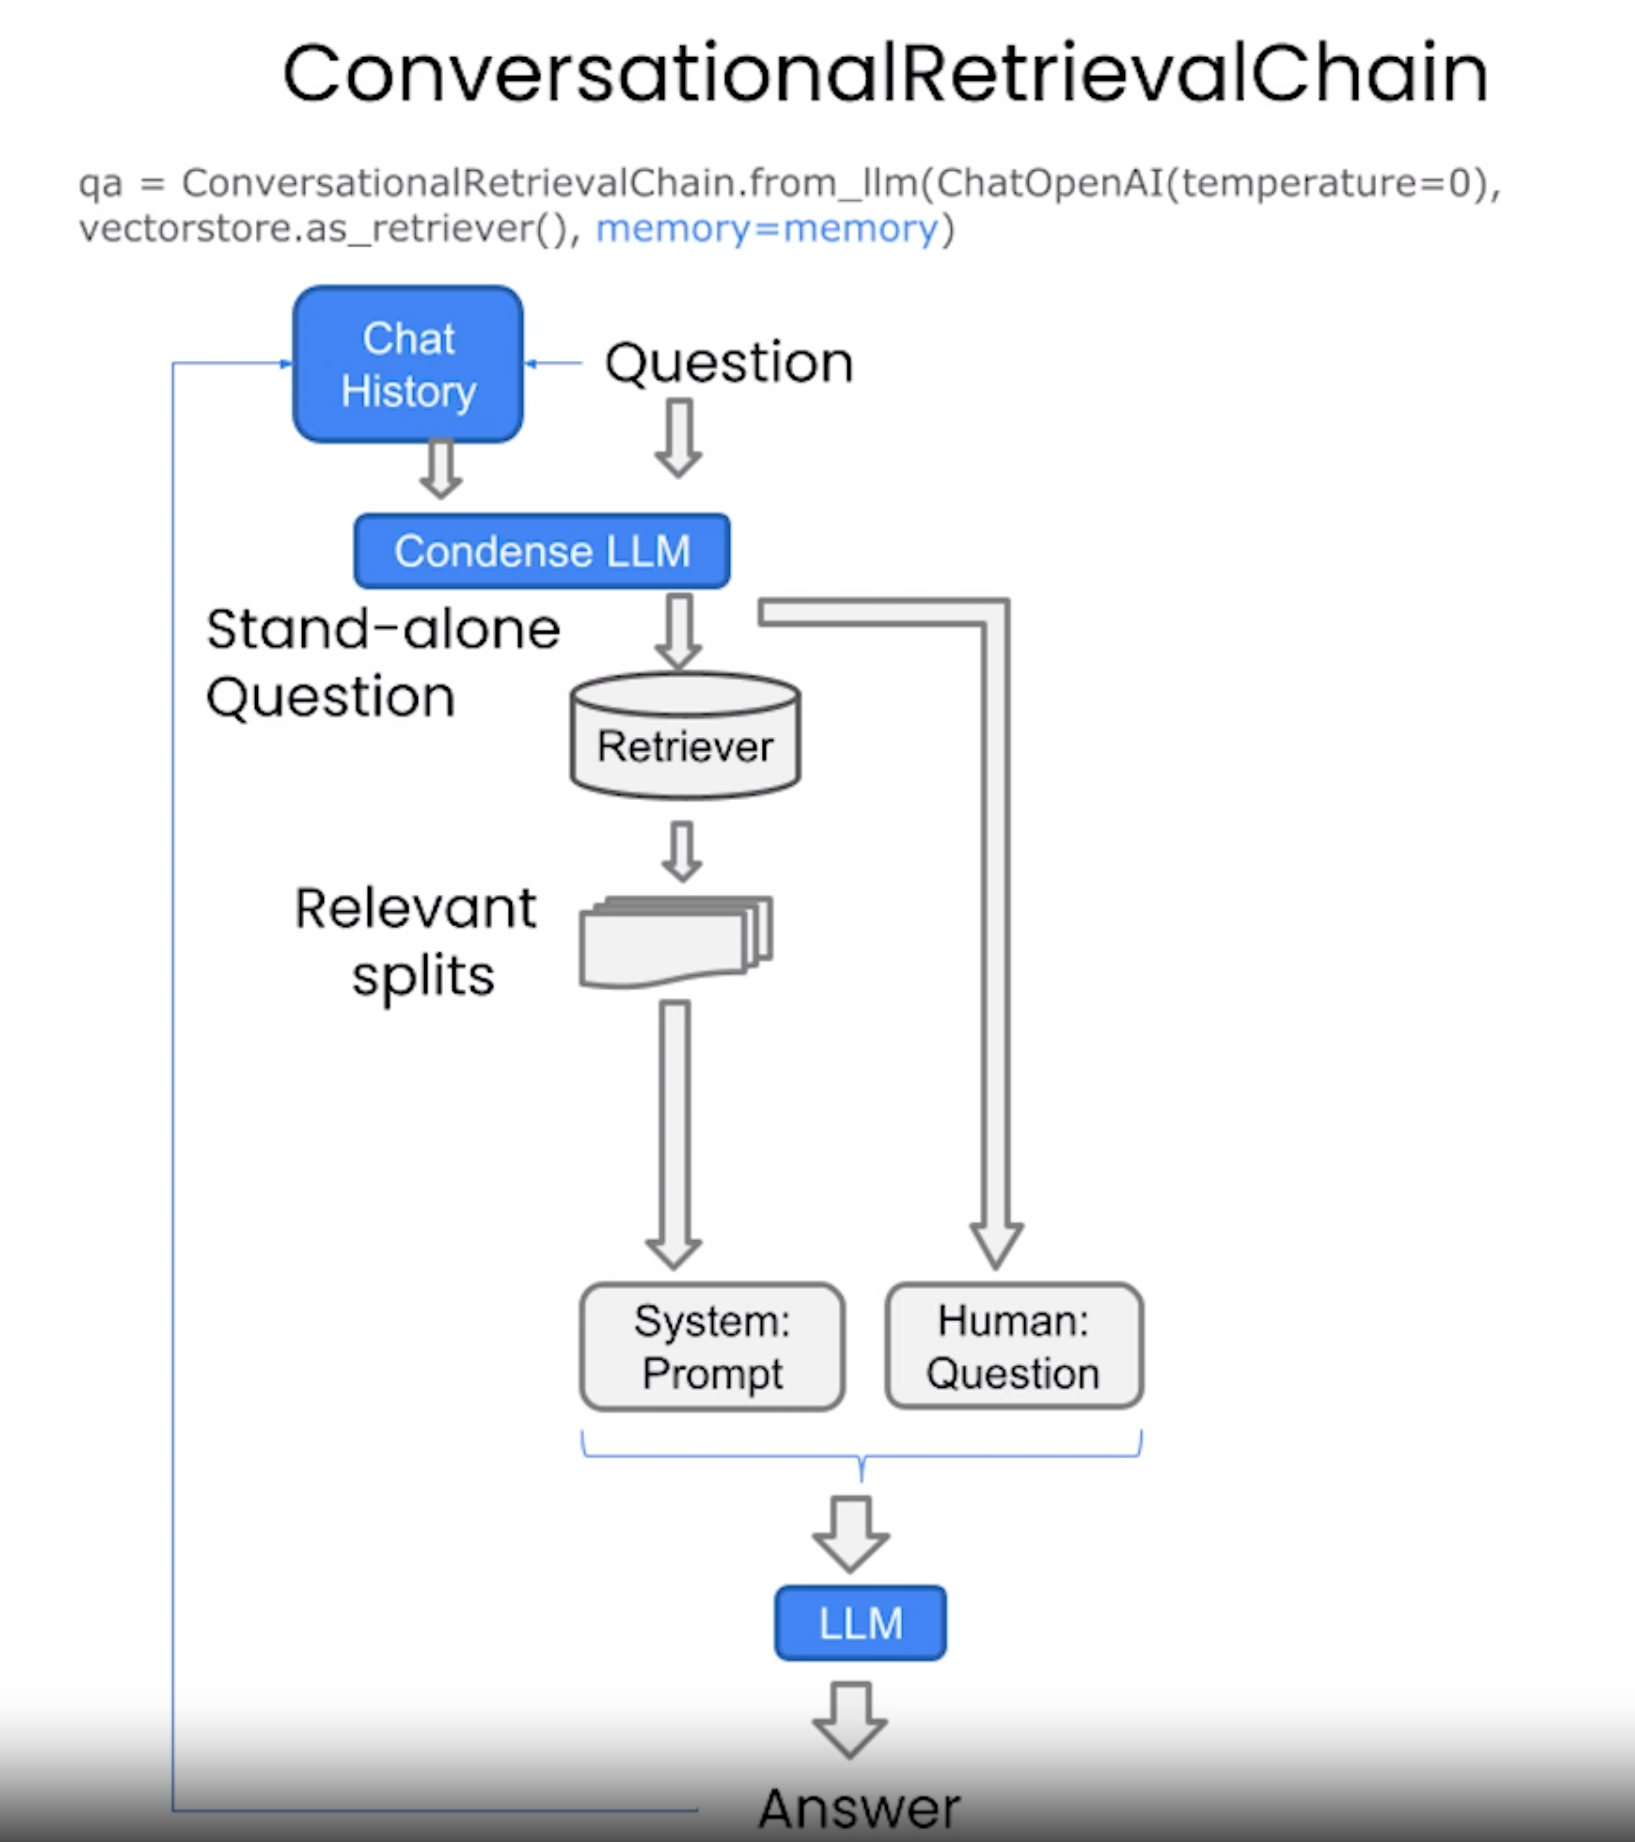 ConversationalRetrievalChain
qa = ConversationalRetrievalChain.from_llm(ChatOpenAI(temperature=0),
vectorstore.as_retriever(), memory=memory)
Chat
History
Question
Condense LLM
Stand-alone
Question
Retriever
Relevant
splits
System:
Prompt
Human:
Question
LLM
Answer